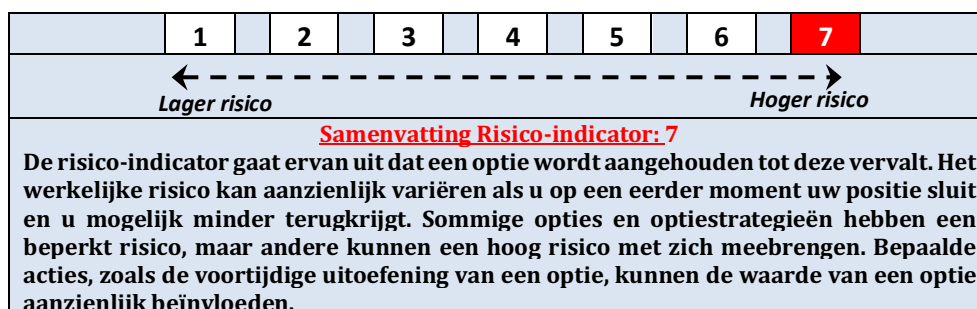 1 2 3 4 5 6 7
Lager risico Hoger risico
Samenvatting Risico-indicator: 7
De risico-indicator gaat ervan uit dat een optie wordt aangehouden tot deze vervalt. Het
werkelijke risico kan aanzienlijk variëren als u op een eerder moment uw positie sluit
en u mogelijk minder terugkrijgt. Sommige opties en optiestrategieën hebben een
beperkt risico, maar andere kunnen een hoog risico met zich meebrengen. Bepaalde
acties, zoals de voortijdige uitoefening van een optie, kunnen de waarde van een optie
aanzienlijk beïnvloeden.